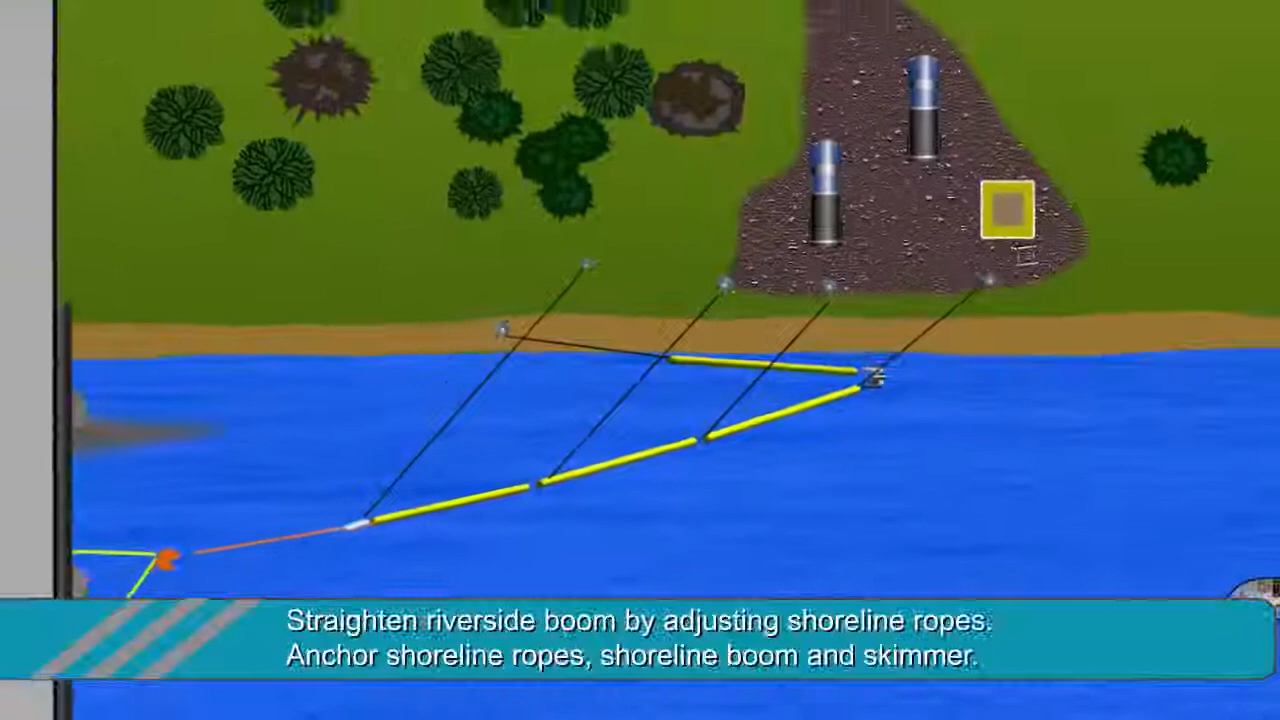 Straighten riverside boom by adjusting shoreline ropes.
Anchor shoreline ropes, shoreline boom and skimmer.